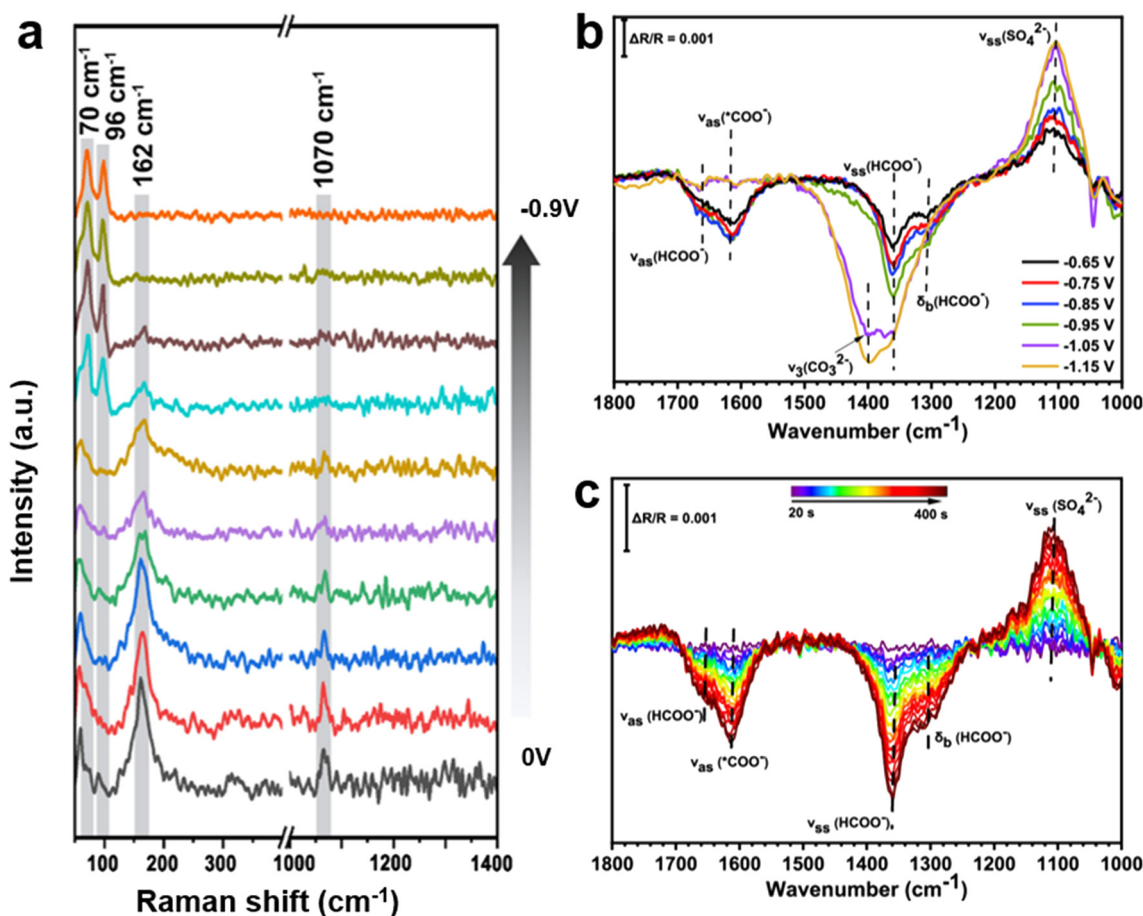 a
70 cm⁻¹
96 cm⁻¹
162 cm⁻¹
1070 cm⁻¹
-0.9V
0V
Intensity (a.u.)
50 100 200 300 1000 1200 1400
Raman shift (cm⁻¹)
b
ΔR/R = 0.001
νss(SO₄²⁻)
νas(*COO⁻)
νss(HCOO⁻)
νas(HCOO⁻)
δb(HCOO⁻)
ν₃(CO₃²⁻)
-0.65 V
-0.75 V
-0.85 V
-0.95 V
-1.05 V
-1.15 V
1800 1700 1600 1500 1400 1300 1200 1100 1000
Wavenumber (cm⁻¹)
c
ΔR/R = 0.001
20 s 400 s
νss (SO₄²⁻)
νas (HCOO⁻)
νas (*COO⁻)
δb (HCOO⁻)
νss (HCOO⁻)
1800 1700 1600 1500 1400 1300 1200 1100 1000
Wavenumber (cm⁻¹)